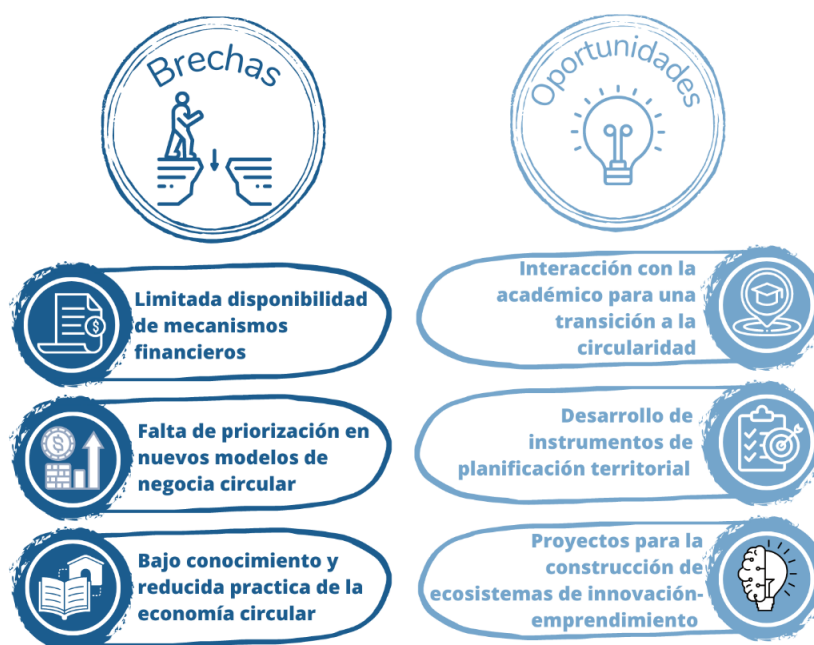 Brechas
Limitada disponibilidad
de mecanismos
financieros
Falta de priorización en
nuevos modelos de
negocia circular
Bajo conocimiento y
reducida practica de la
economía circular
Oportunidades
Interacción con la
académico para una
transición a la
circularidad
Desarrollo de
instrumentos de
planificación territorial
Proyectos para la
construcción de
ecosistemas de innovación-
emprendimiento